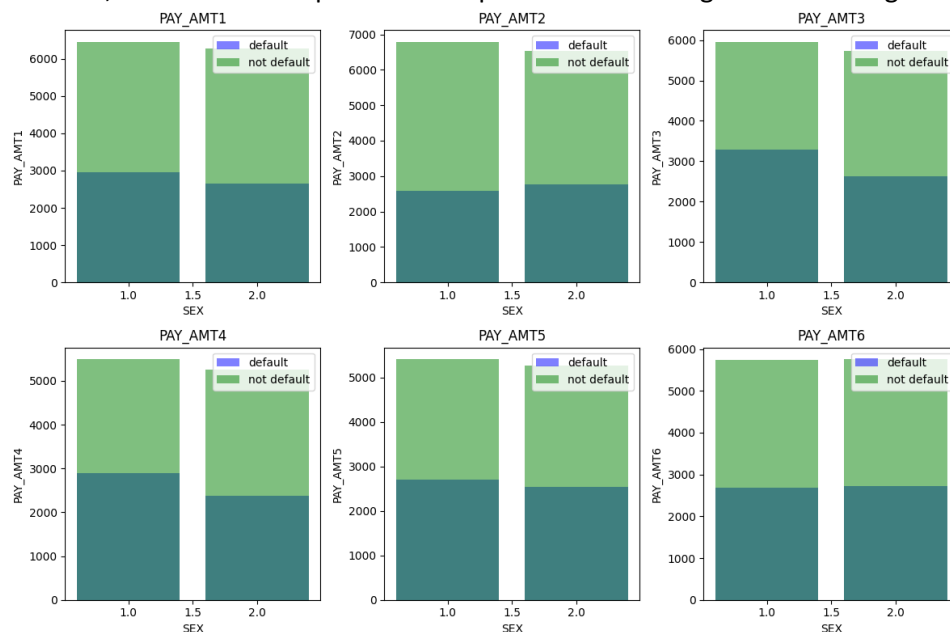 PAY_AMT1
default
not default
6000
5000
4000
3000
2000
1000
0
PAY_AMT1
1.0 1.5 2.0
SEX
PAY_AMT2
default
not default
7000
6000
5000
4000
3000
2000
1000
0
PAY_AMT2
1.0 1.5 2.0
SEX
PAY_AMT3
default
not default
6000
5000
4000
3000
2000
1000
0
PAY_AMT3
1.0 1.5 2.0
SEX
PAY_AMT4
default
not default
5000
4000
3000
2000
1000
0
PAY_AMT4
1.0 1.5 2.0
SEX
PAY_AMT5
default
not default
5000
4000
3000
2000
1000
0
PAY_AMT5
1.0 1.5 2.0
SEX
PAY_AMT6
default
not default
6000
5000
4000
3000
2000
1000
0
PAY_AMT6
1.0 1.5 2.0
SEX